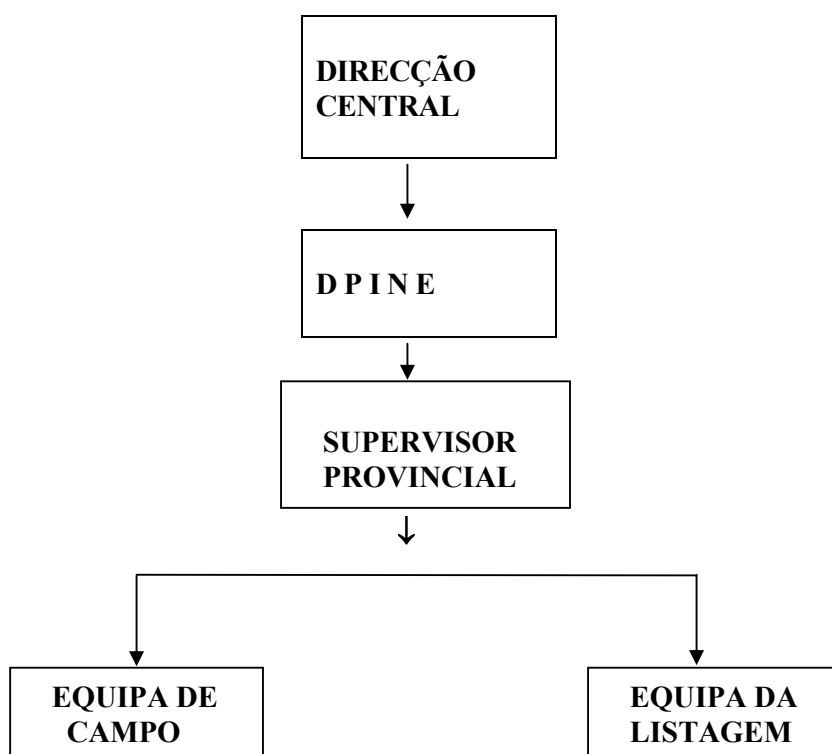 DIRECÇÃO
CENTRAL
D P I N E
SUPERVISOR
PROVINCIAL
EQUIPA DE
CAMPO
EQUIPA DA
LISTAGEM